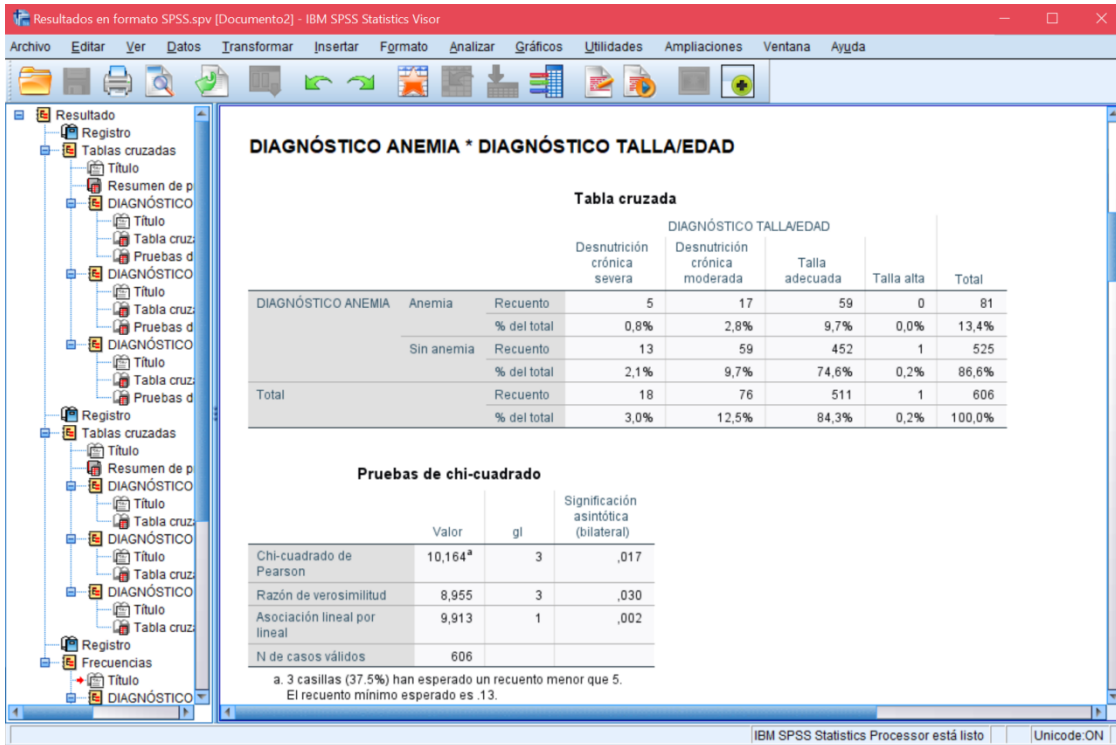 Resultados en formato SPSS.spv [Documento2] - IBM SPSS Statistics Visor
Archivo Editar Ver Datos Transformar Insertar Formato Analizar Gráficos Utilidades Ampliaciones Ventana Ayuda
Resultado
Registro
Tablas cruzadas
Título
Resumen de p
DIAGNÓSTICO
Título
Tabla cruz
Pruebas d
DIAGNÓSTICO
Título
Tabla cruz
Pruebas d
DIAGNÓSTICO
Título
Tabla cruz
Pruebas d
Registro
Tablas cruzadas
Título
Resumen de p
DIAGNÓSTICO
Título
Tabla cruz
DIAGNÓSTICO
Título
Tabla cruz
DIAGNÓSTICO
Título
Tabla cruz
Registro
Frecuencias
Título
DIAGNÓSTICO
DIAGNÓSTICO ANEMIA * DIAGNÓSTICO TALLA/EDAD
Tabla cruzada
DIAGNÓSTICO TALLA/EDAD
Desnutrición Desnutrición
crónica crónica Talla
severa moderada adecuada Talla alta Total
DIAGNÓSTICO ANEMIA Anemia Recuento 5 17 59 0 81
% del total 0,8% 2,8% 9,7% 0,0% 13,4%
Sin anemia Recuento 13 59 452 1 525
% del total 2,1% 9,7% 74,6% 0,2% 86,6%
Total Recuento 18 76 511 1 606
% del total 3,0% 12,5% 84,3% 0,2% 100,0%
Pruebas de chi-cuadrado
Significación
asintótica
Valor gl (bilateral)
Chi-cuadrado de 10,164a 3 ,017
Pearson
Razón de verosimilitud 8,955 3 ,030
Asociación lineal por 9,913 1 ,002
lineal
N de casos válidos 606
a. 3 casillas (37.5%) han esperado un recuento menor que 5.
El recuento mínimo esperado es .13.
IBM SPSS Statistics Processor está listo Unicode:ON